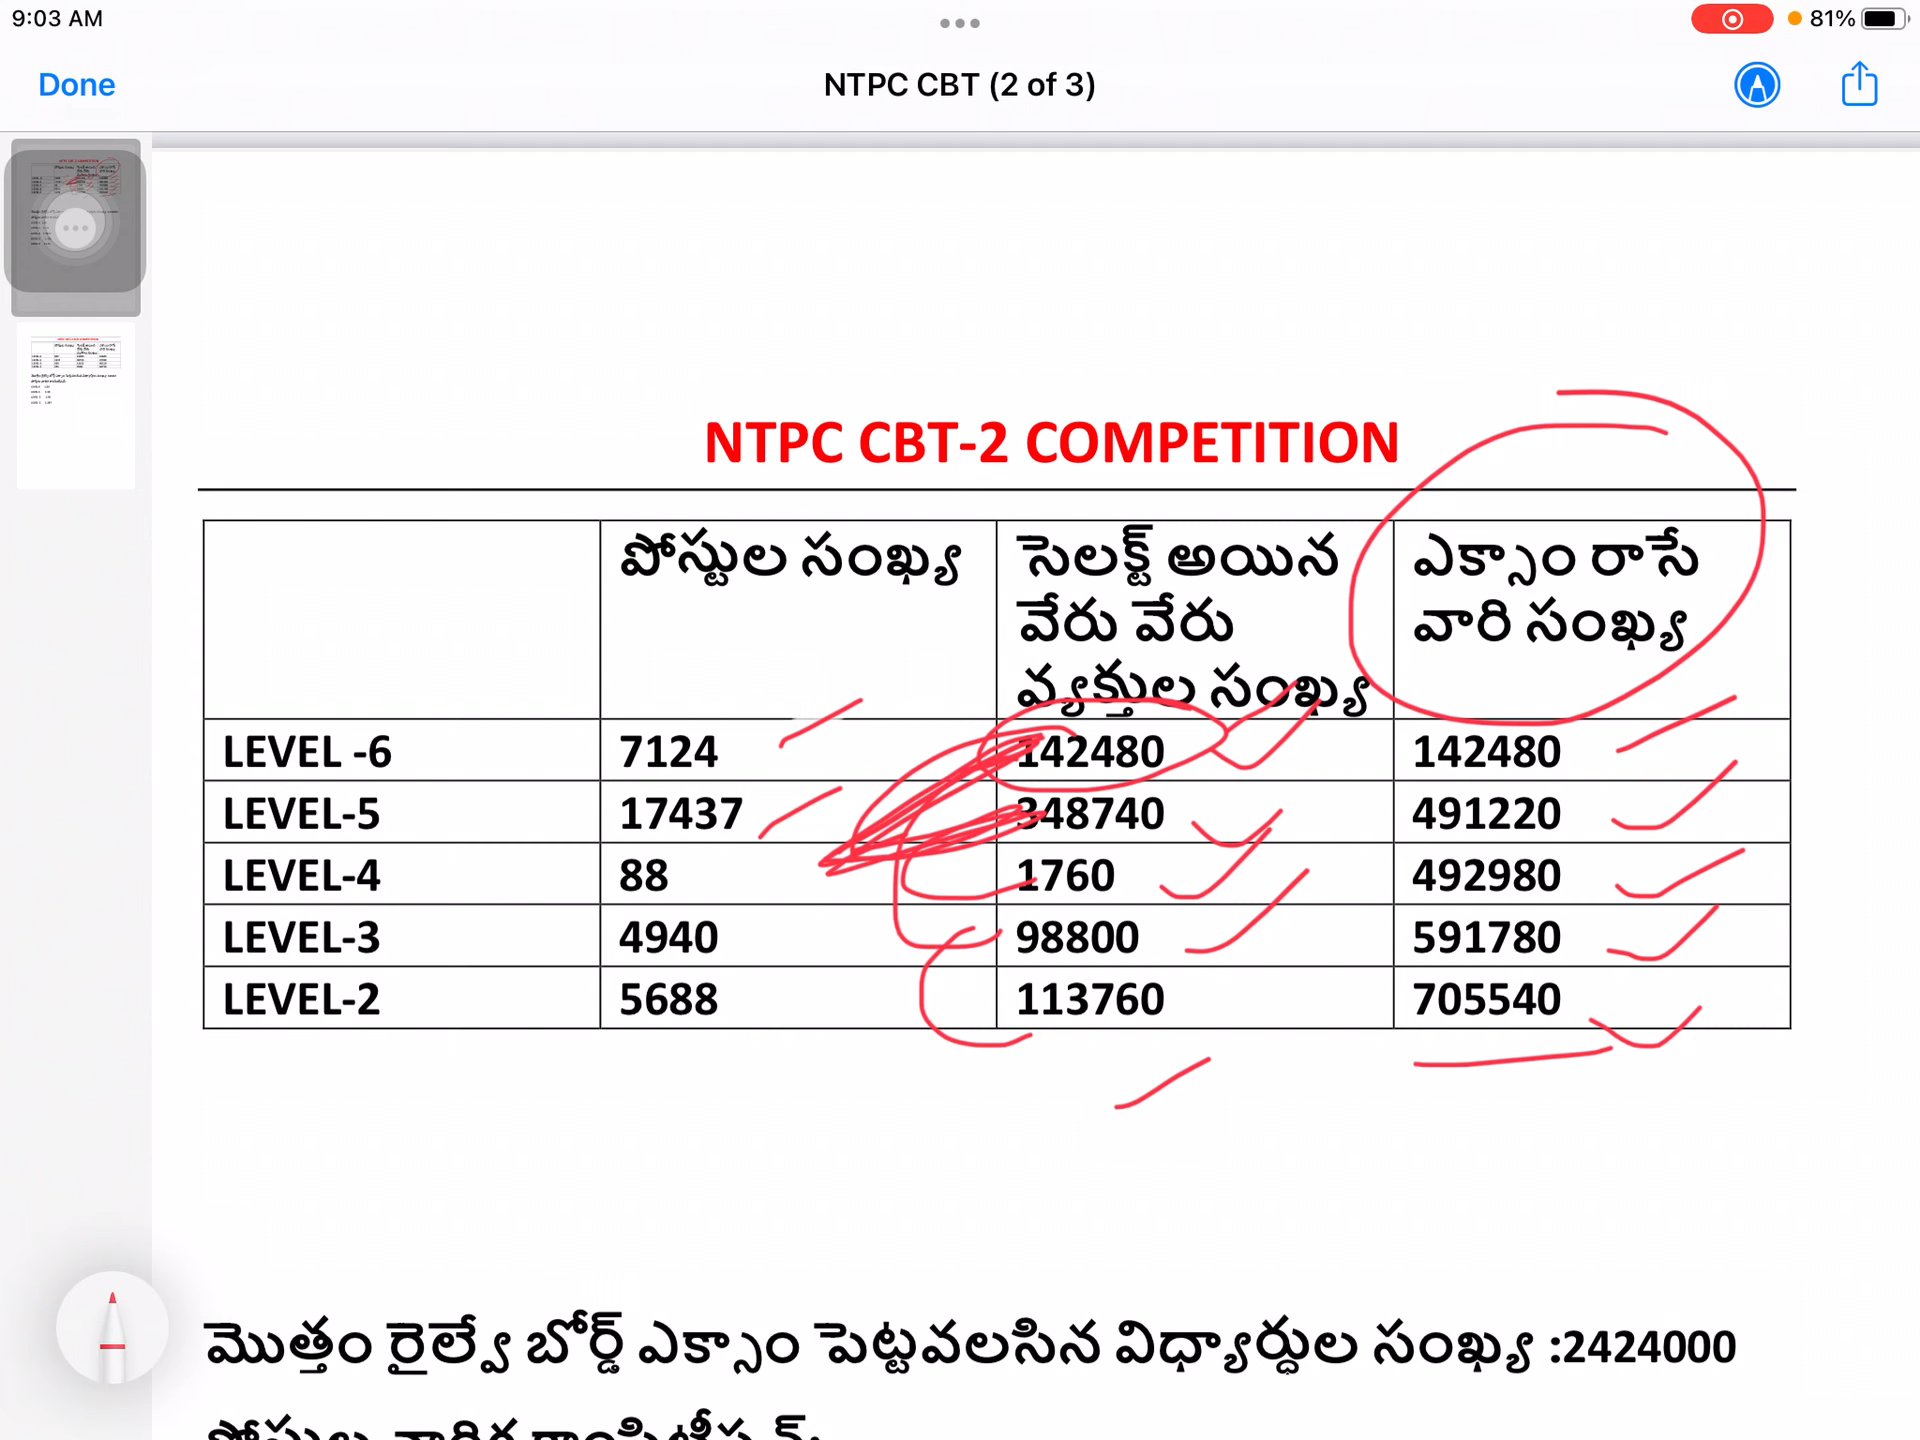 9:03 AM
81%
Done
NTPC CBT (2 of 3)
NTPC CBT-2 COMPETITION
పోస్టుల సంఖ్య
సెలక్ట్ అయిన
వేరు వేరు
వ్యక్తుల సంఖ్య
ఎక్సాం రాసే
వారి సంఖ్య
LEVEL -6 7124 142480 142480
LEVEL-5 17437 348740 491220
LEVEL-4 88 1760 492980
LEVEL-3 4940 98800 591780
LEVEL-2 5688 113760 705540
మొత్తం రైల్వే బోర్డ్ ఎక్సాం పెట్టవలసిన విధ్యార్ధుల సంఖ్య :2424000